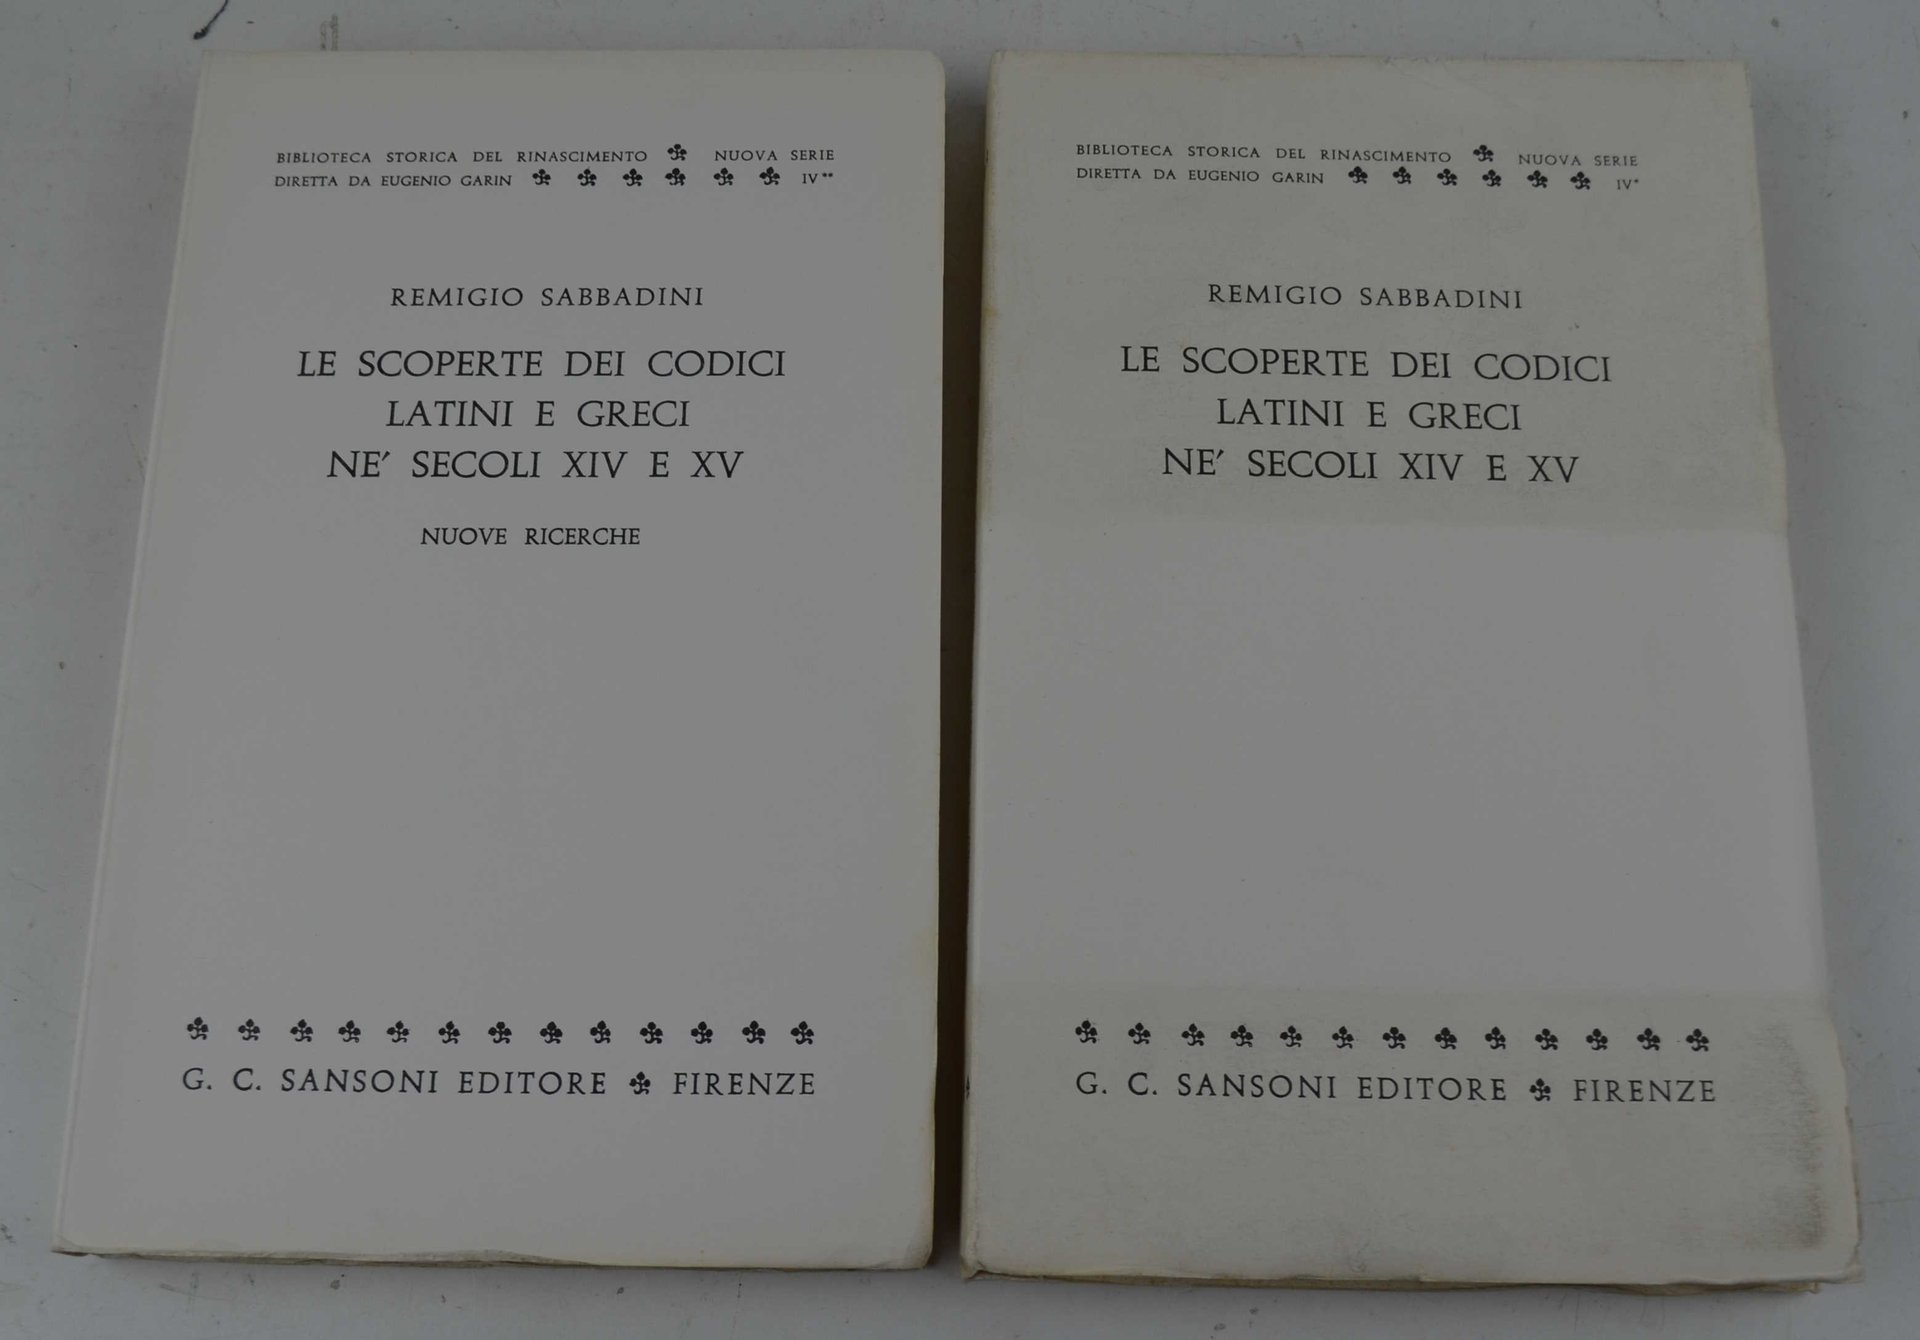 BIBLIOTECA STORICA DEL RINASCIMENTO NUOVA SERIE
DIRETTA DA EUGENIO GARIN IV**
REMIGIO SABBADINI
LE SCOPERTE DEI CODICI
LATINI E GRECI
NE' SECOLI XIV E XV
NUOVE RICERCHE
G. C. SANSONI EDITORE FIRENZE
BIBLIOTECA STORICA DEL RINASCIMENTO NUOVA SERIE
DIRETTA DA EUGENIO GARIN IV*
REMIGIO SABBADINI
LE SCOPERTE DEI CODICI
LATINI E GRECI
NE' SECOLI XIV E XV
G. C. SANSONI EDITORE FIRENZE